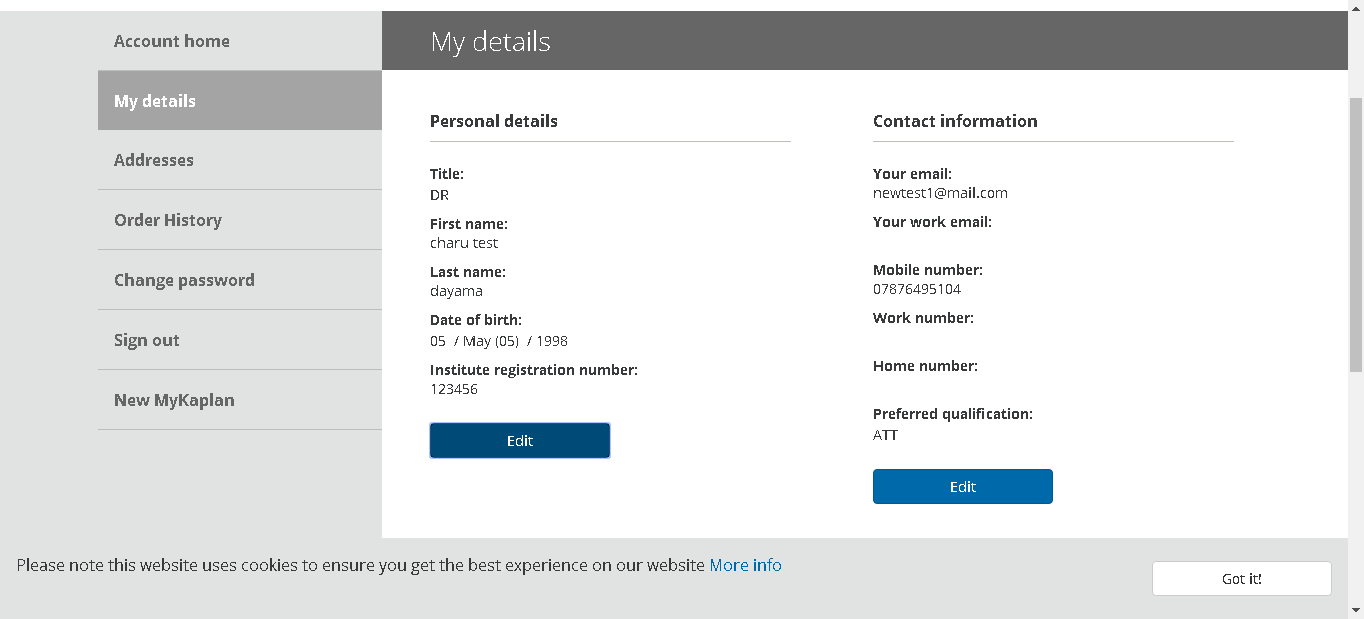 Account home
My details
Addresses
Order History
Change password
Sign out
New MyKaplan
My details
Personal details
Title:
DR
First name:
charu test
Last name:
dayama
Date of birth:
05 / May (05) / 1998
Institute registration number:
123456
Edit
Contact information
Your email:
newtest1@mail.com
Your work email:
Mobile number:
07876495104
Work number:
Home number:
Preferred qualification:
ATT
Edit
Please note this website uses cookies to ensure you get the best experience on our website More info
Got it!